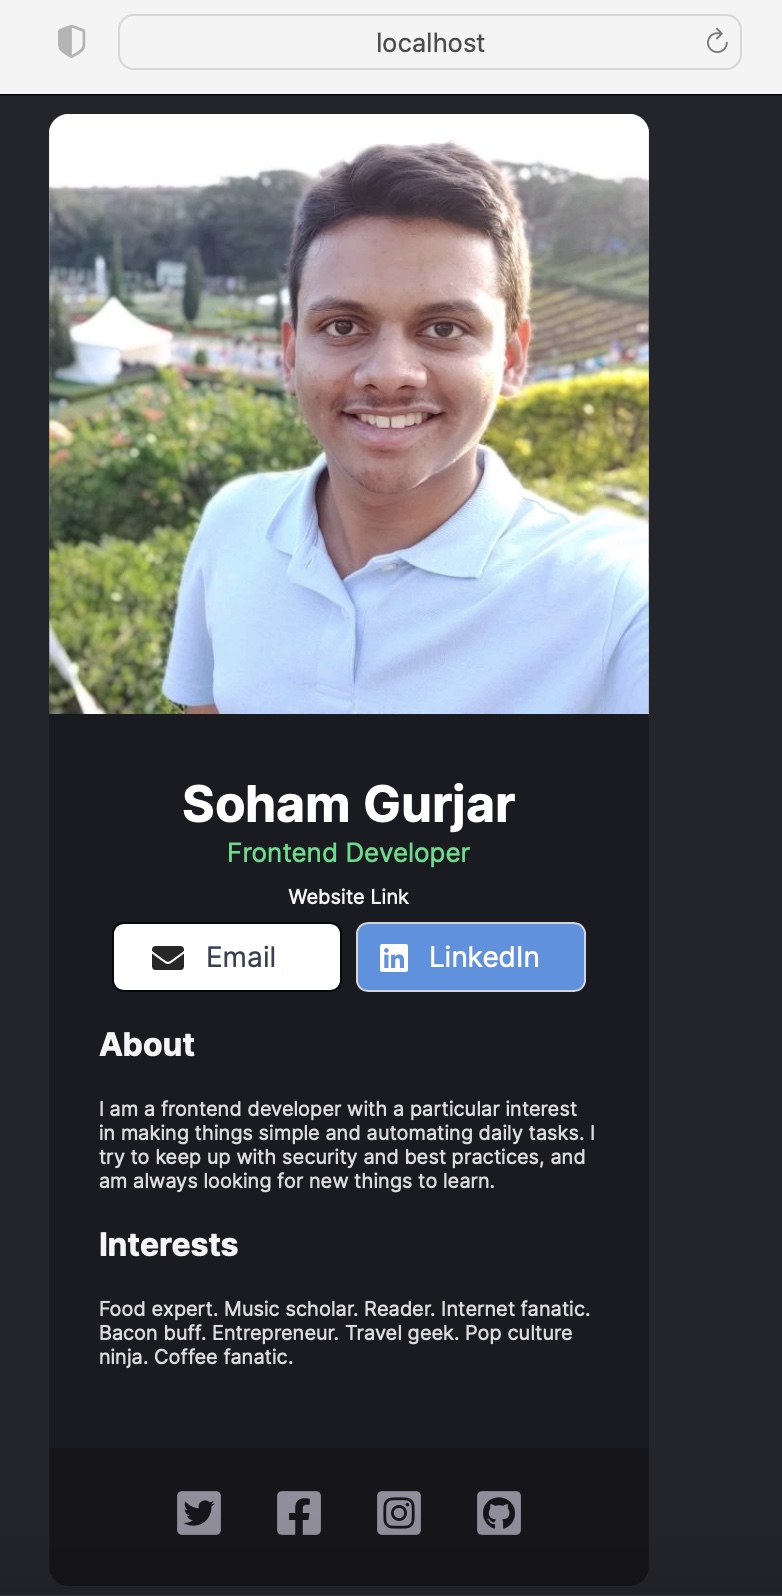 localhost
Soham Gurjar
Frontend Developer
Website Link
Email
LinkedIn
About
I am a frontend developer with a particular interest
in making things simple and automating daily tasks. I
try to keep up with security and best practices, and
am always looking for new things to learn.
Interests
Food expert. Music scholar. Reader. Internet fanatic.
Bacon buff. Entrepreneur. Travel geek. Pop culture
ninja. Coffee fanatic.